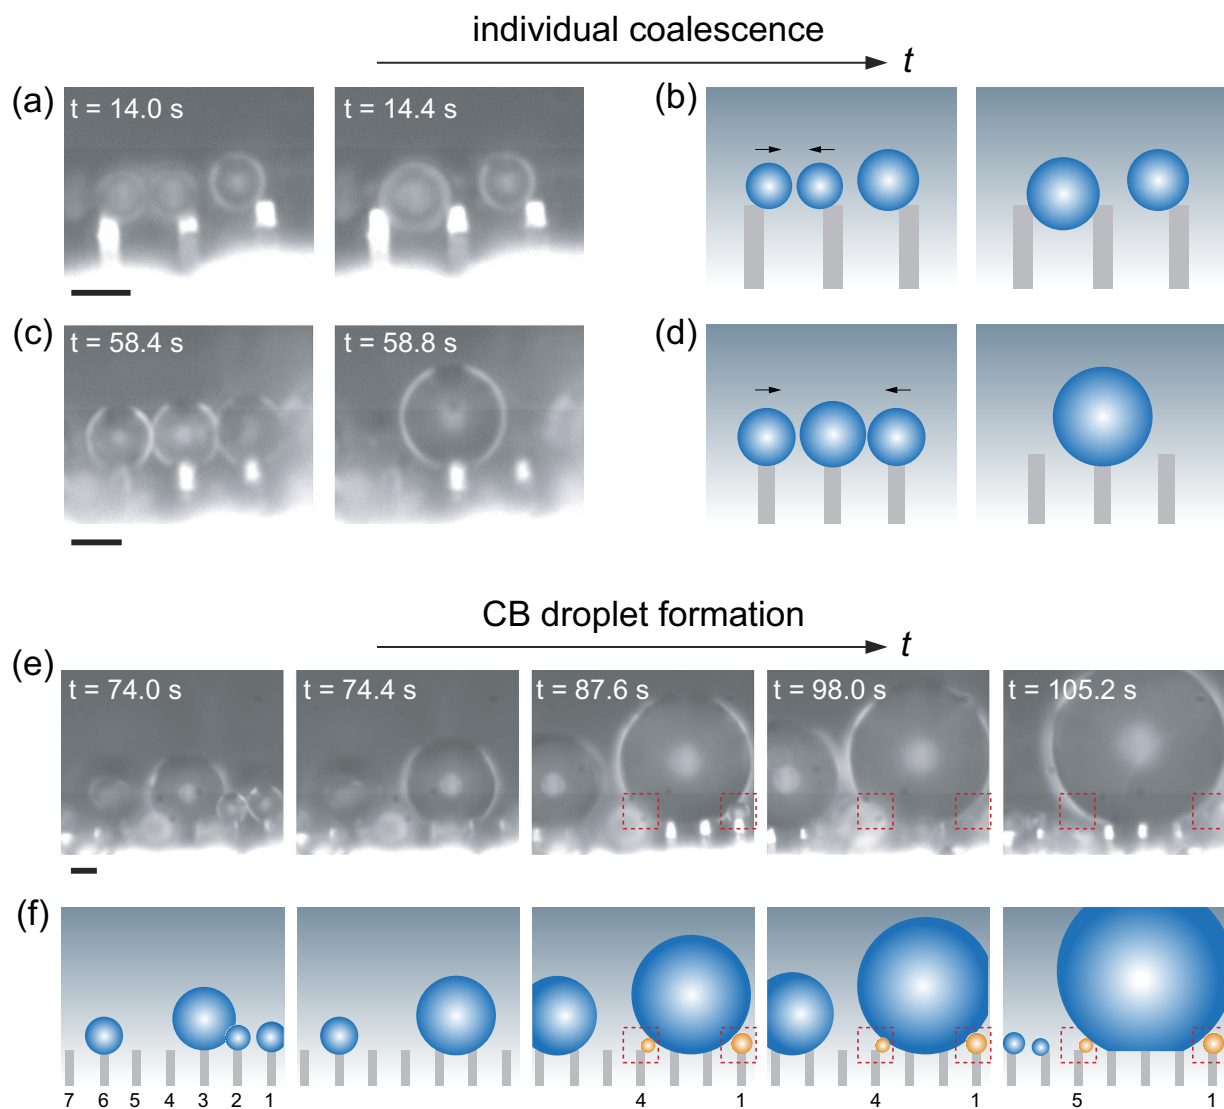 individual coalescence
t
(a)
t = 14.0 s
t = 14.4 s
(b)
(c)
t = 58.4 s
t = 58.8 s
(d)
CB droplet formation
t
(e)
t = 74.0 s
t = 74.4 s
t = 87.6 s
t = 98.0 s
t = 105.2 s
(f)
7 6 5 4 3 2 1
4 1
4 1
5 1